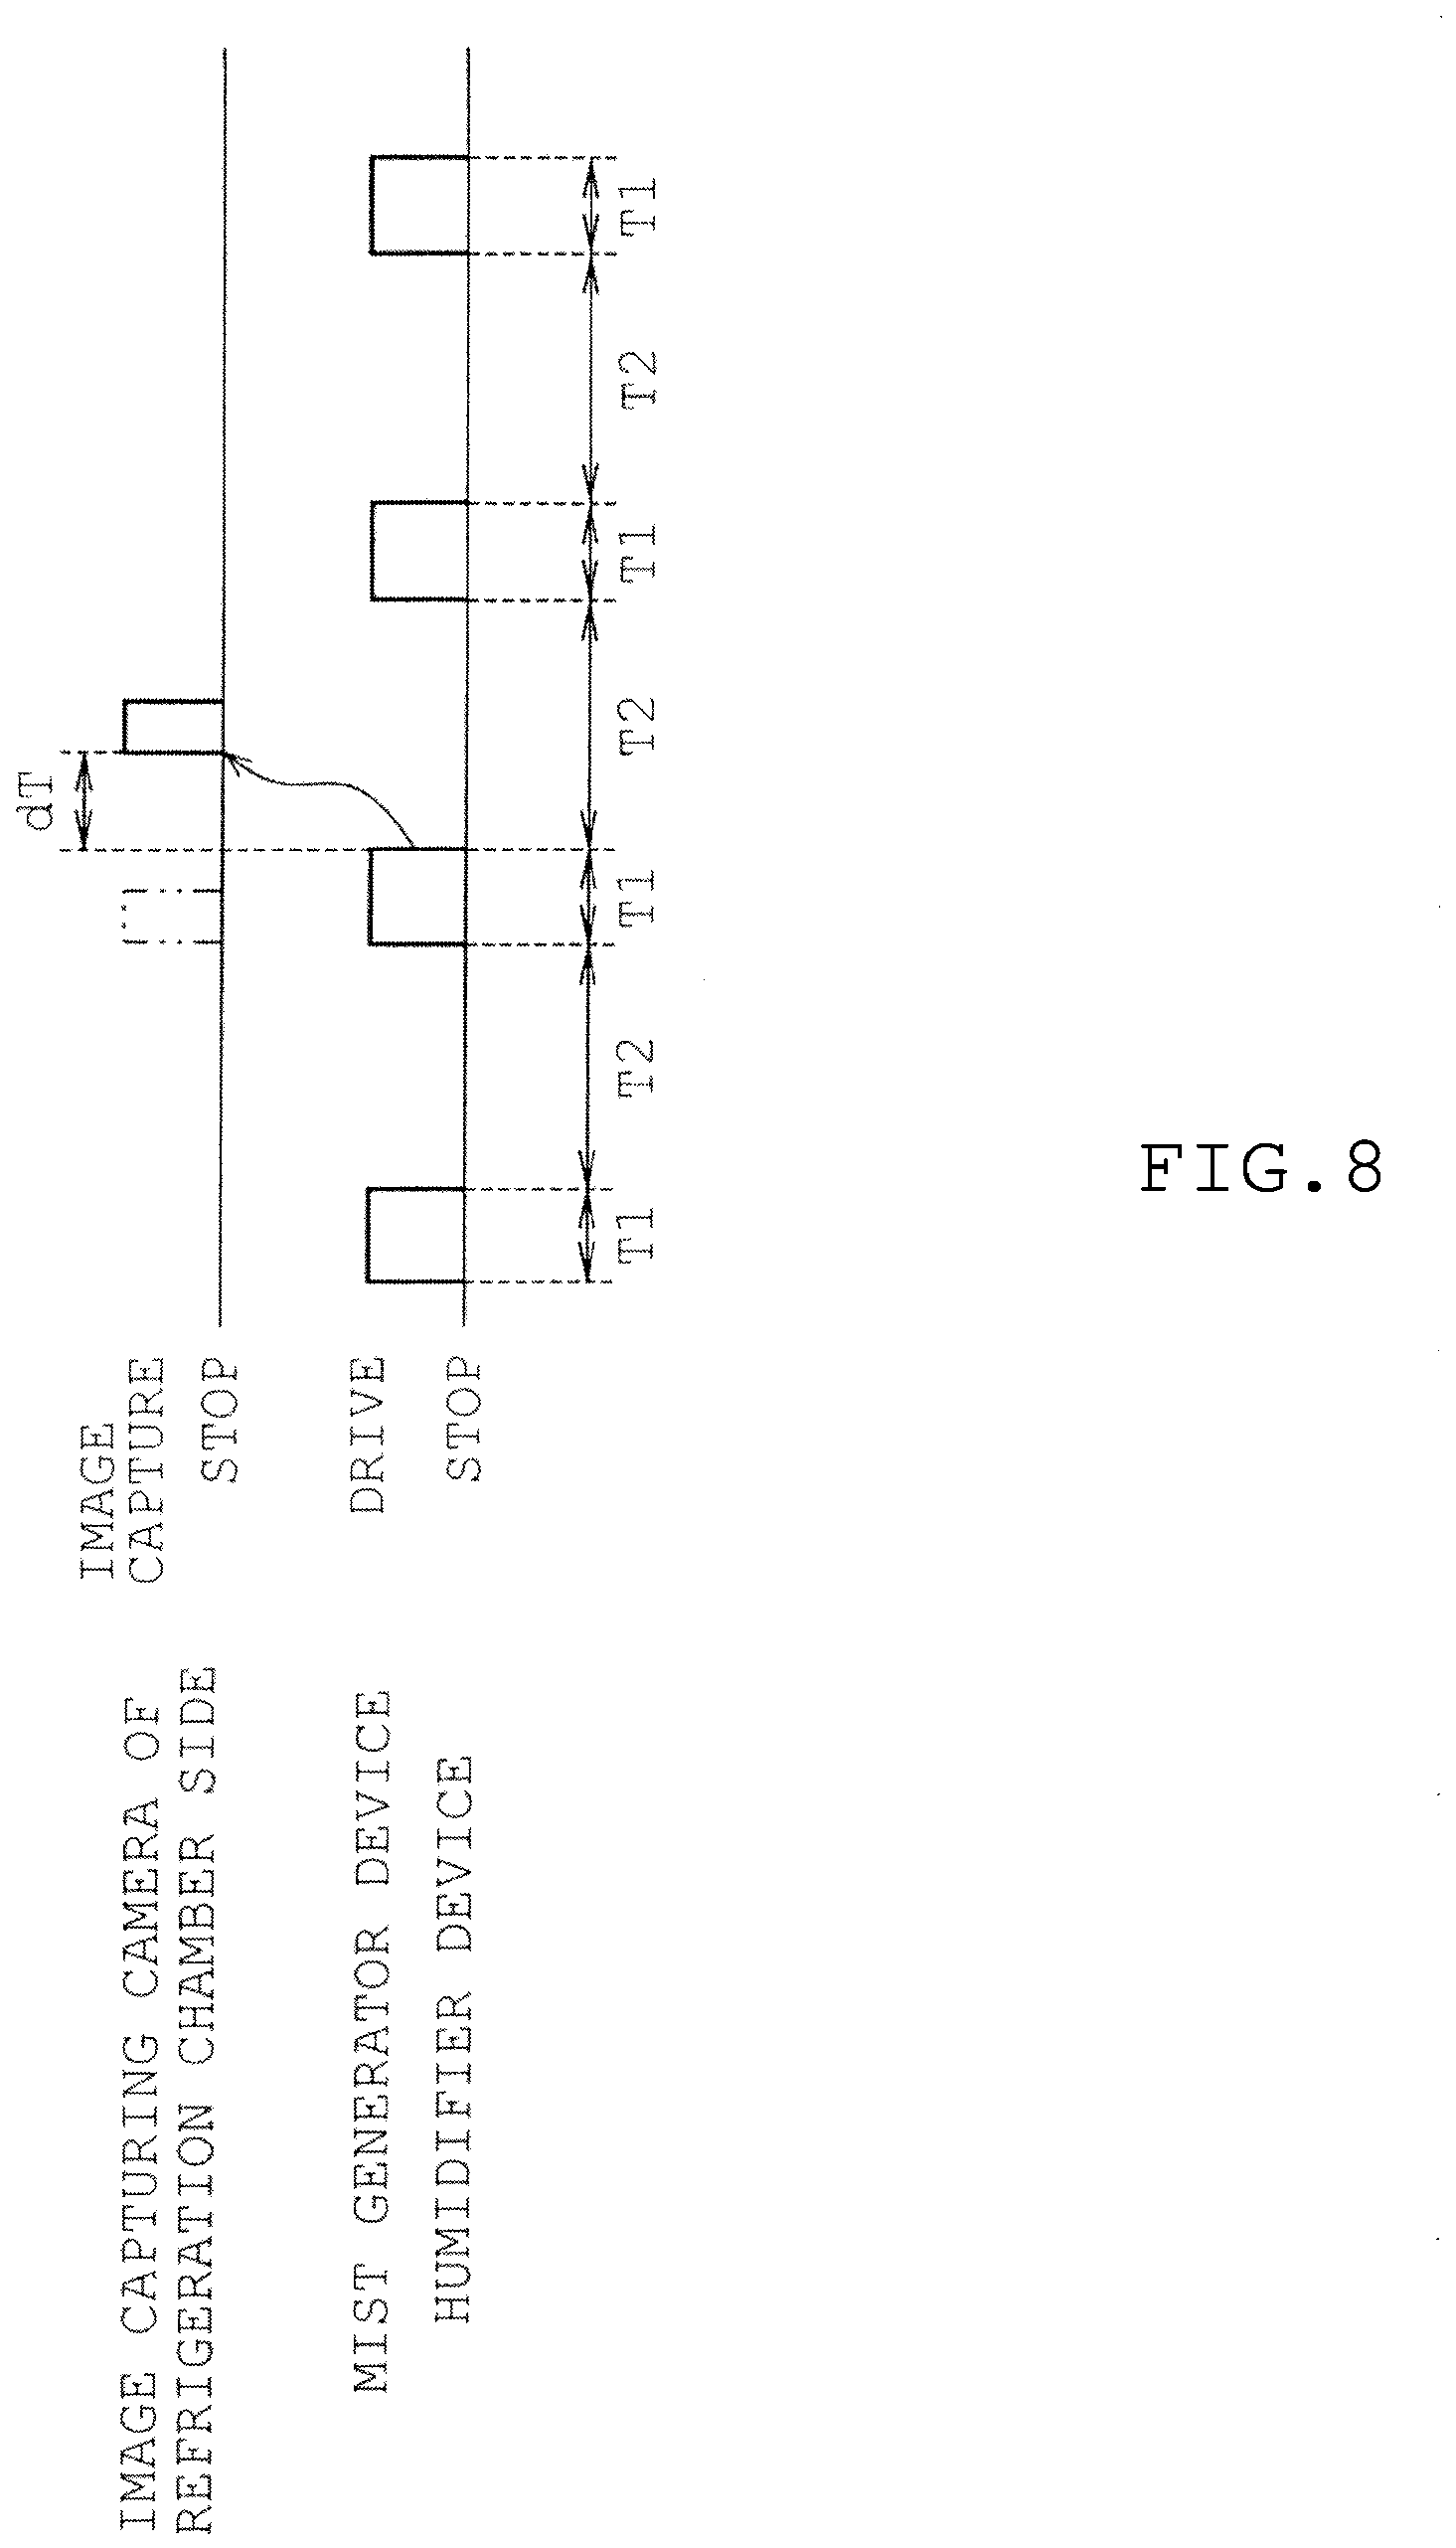 IMAGE CAPTURING CAMERA OF
REFRIGERATION CHAMBER SIDE
IMAGE
CAPTURE
STOP
dT
MIST GENERATOR DEVICE
HUMIDIFIER DEVICE
DRIVE
STOP
T1
T2
T1
T2
T1
T2
T1
FIG.8